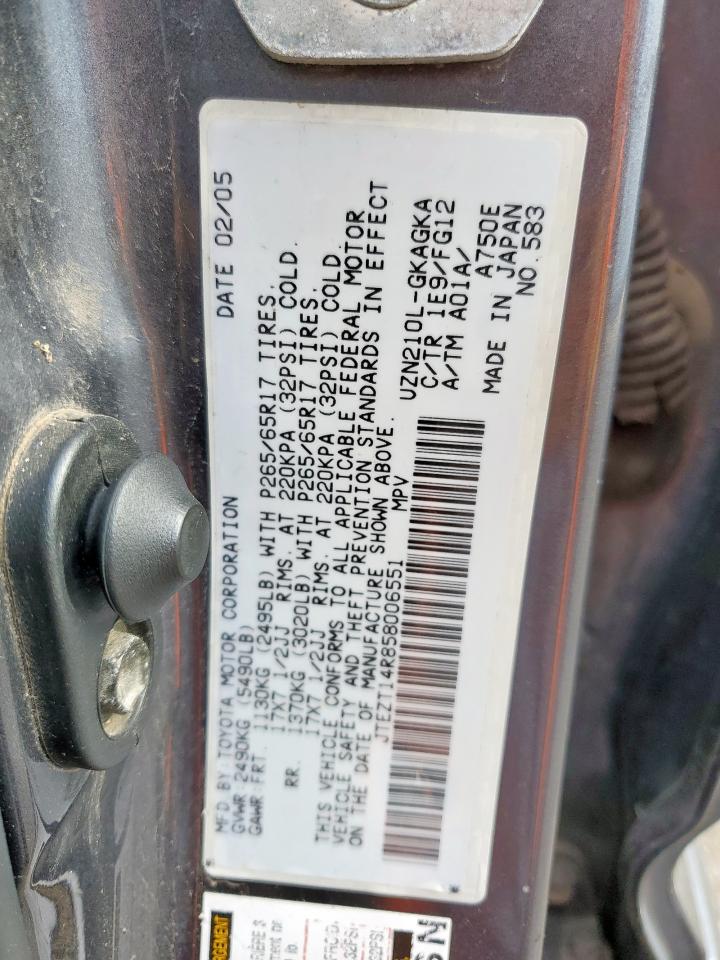 MFD BY: TOYOTA MOTOR CORPORATION DATE 02/05
GVWR: 2490KG (5490LB)
GAWR: FRT. 1130KG (2495LB) WITH P265/65R17 TIRES.
17X7 1/2JJ RIMS. AT 220KPA (32PSI) COLD.
RR. 1370KG (3020LB) WITH P265/65R17 TIRES.
17X7 1/2JJ RIMS. AT 220KPA (32PSI) COLD.
THIS VEHICLE CONFORMS TO ALL APPLICABLE FEDERAL MOTOR
VEHICLE SAFETY AND THEFT PREVENTION STANDARDS IN EFFECT
ON THE DATE OF MANUFACTURE SHOWN ABOVE.
JTEZT14R858006551 MPV
UZN210L-GKAGKA
C/TR 1E9/FG12
A/TM A01A/
A750E
MADE IN JAPAN
NO.583